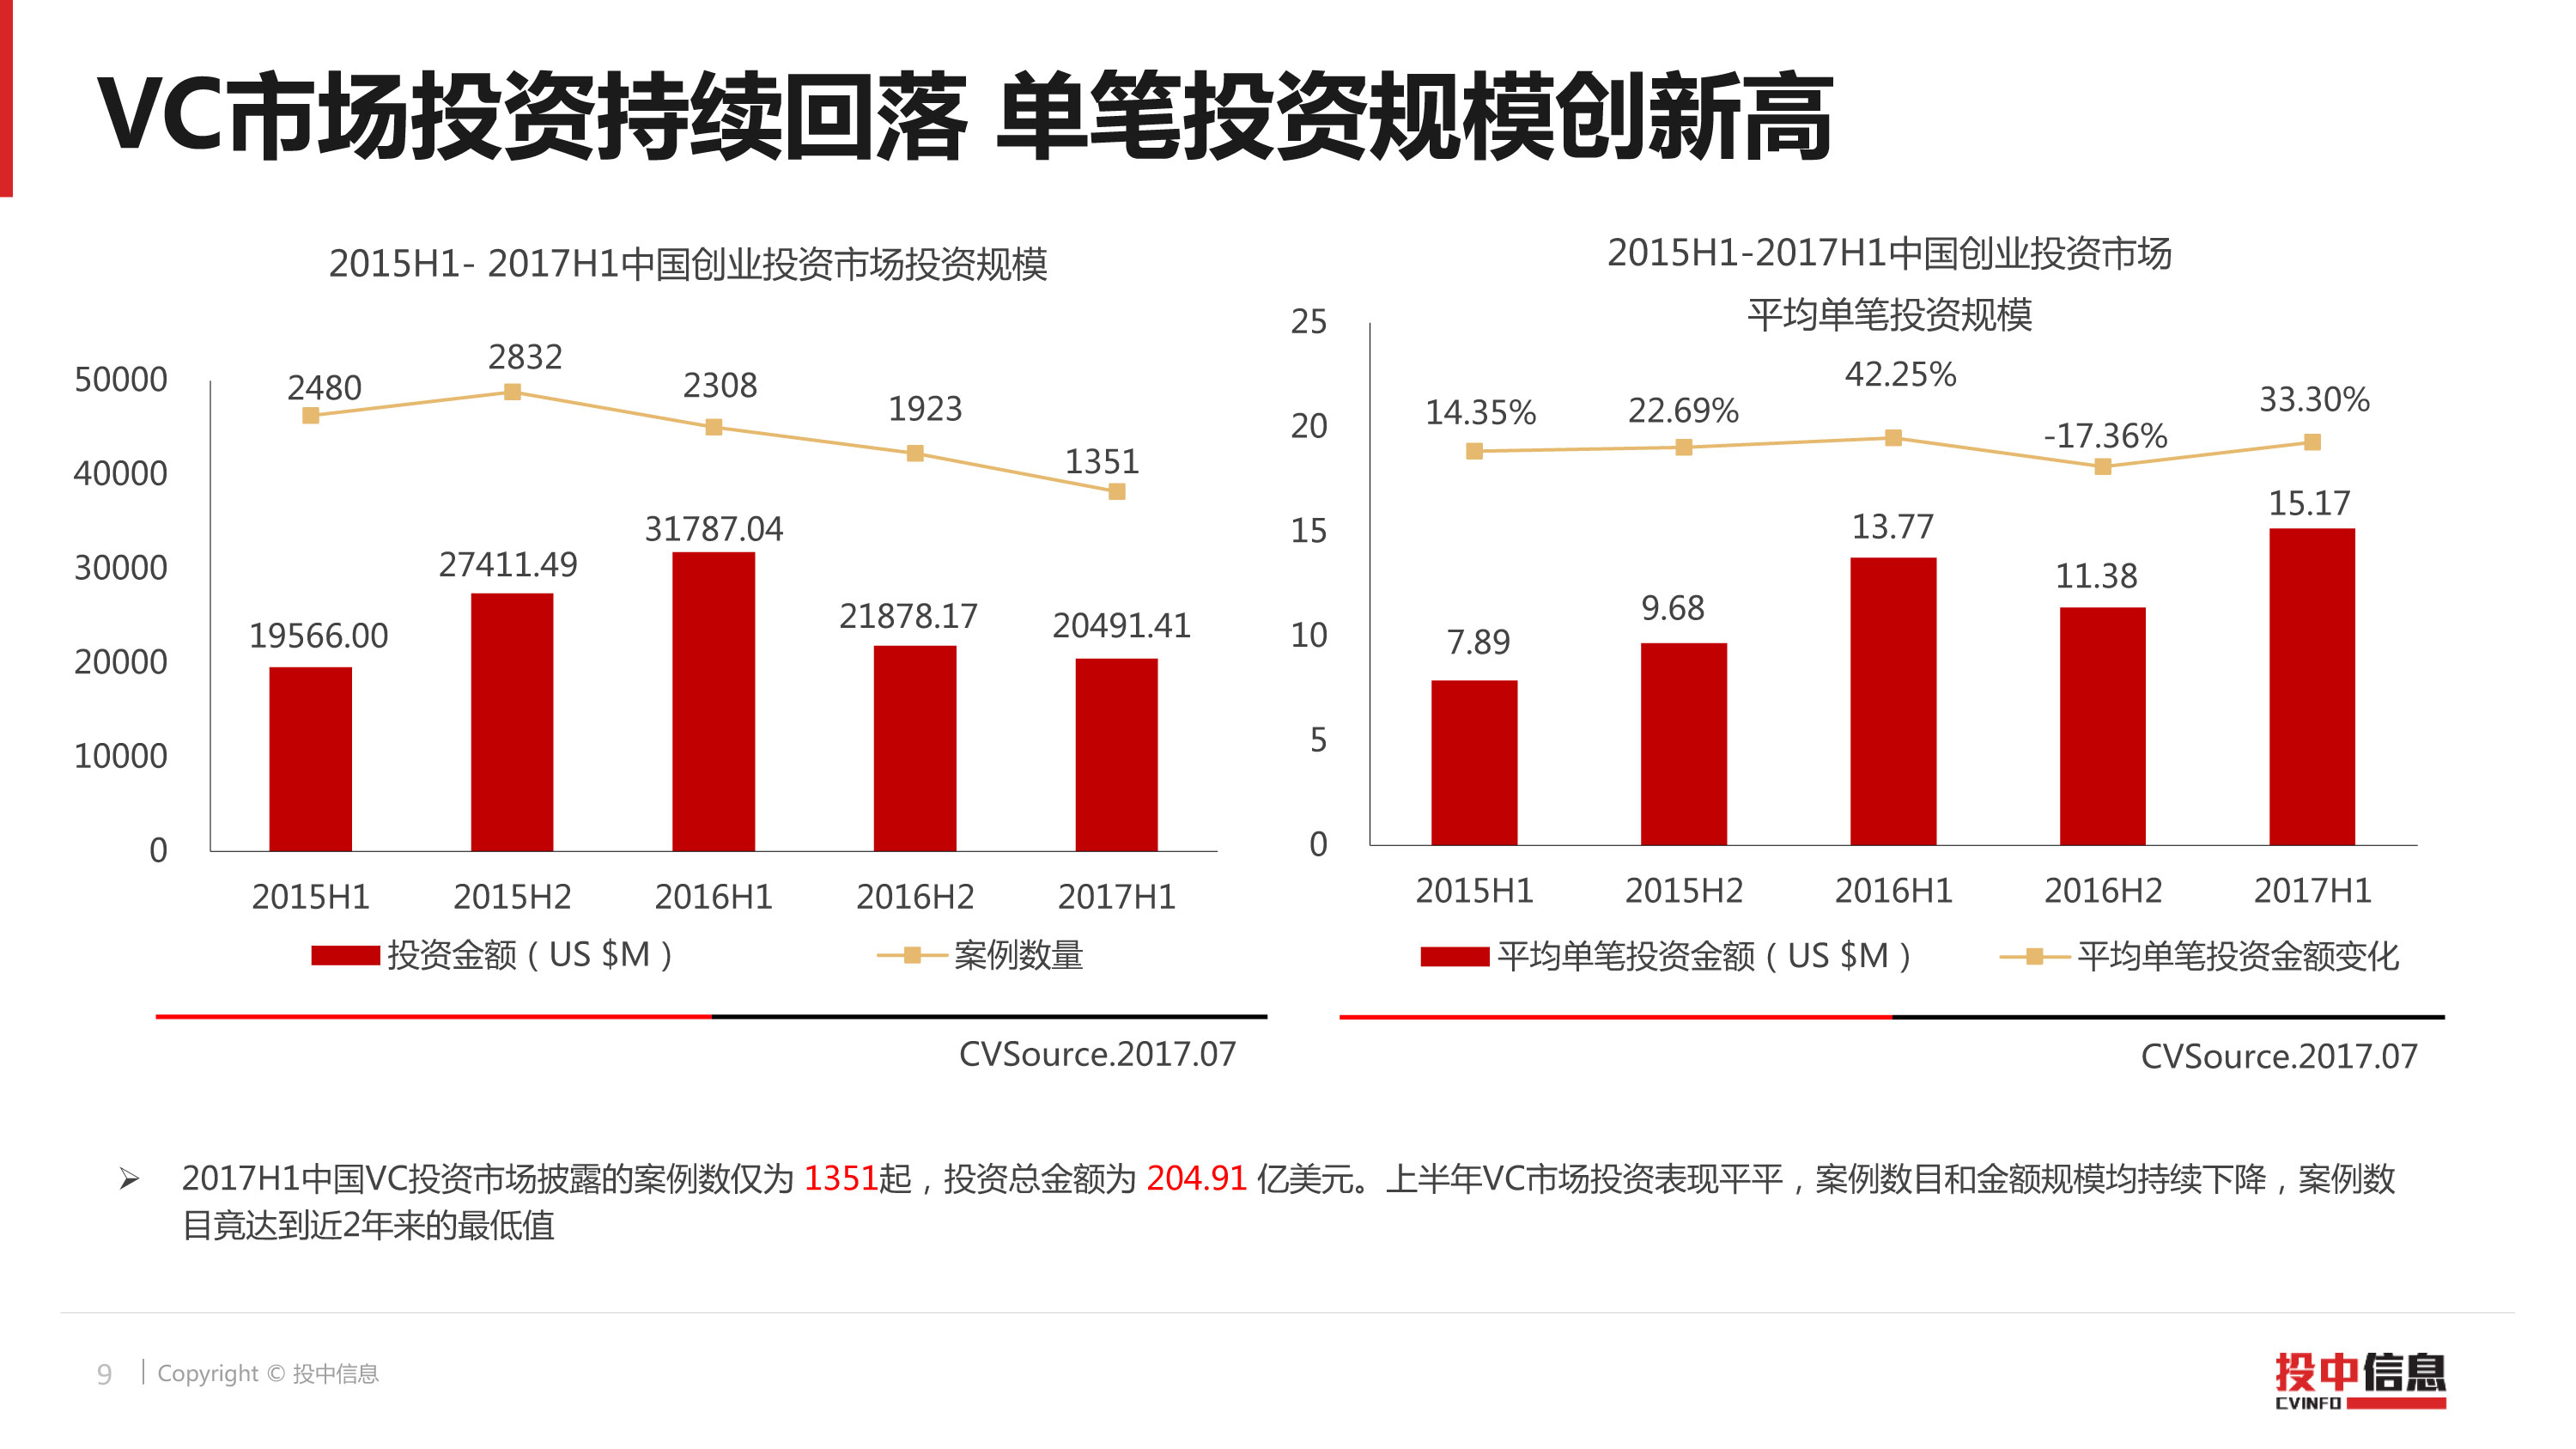 VC市场投资持续回落 单笔投资规模创新高
2015H1- 2017H1中国创业投资市场投资规模
50000
40000
30000
20000
10000
0
2480
2832
2308
1923
1351
19566.00
27411.49
31787.04
21878.17
20491.41
2015H1
2015H2
2016H1
2016H2
2017H1
投资金额（US $M）
案例数量
CVSource.2017.07
2015H1-2017H1中国创业投资市场
平均单笔投资规模
25
20
15
10
5
0
14.35%
22.69%
42.25%
-17.36%
33.30%
7.89
9.68
13.77
11.38
15.17
2015H1
2015H2
2016H1
2016H2
2017H1
平均单笔投资金额（US $M）
平均单笔投资金额变化
CVSource.2017.07
➢ 2017H1中国VC投资市场披露的案例数仅为 1351起，投资总金额为 204.91 亿美元。上半年VC市场投资表现平平，案例数目和金额规模均持续下降，案例数
目竟达到近2年来的最低值
9
Copyright © 投中信息
投中信息
CVINFO